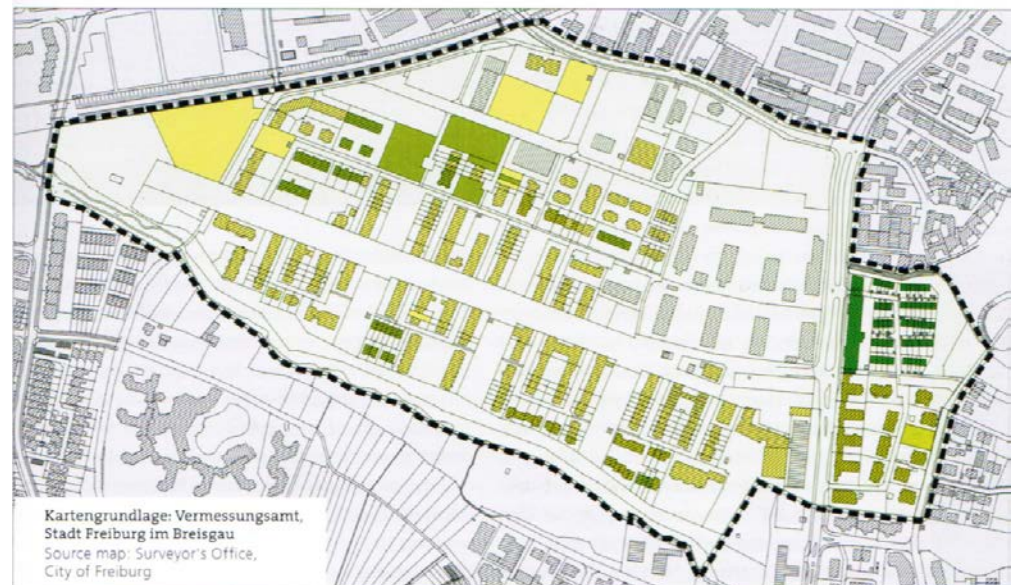 Kartengrundlage: Vermessungsamt,
Stadt Freiburg im Breisgau
Source map: Surveyor's Office,
City of Freiburg